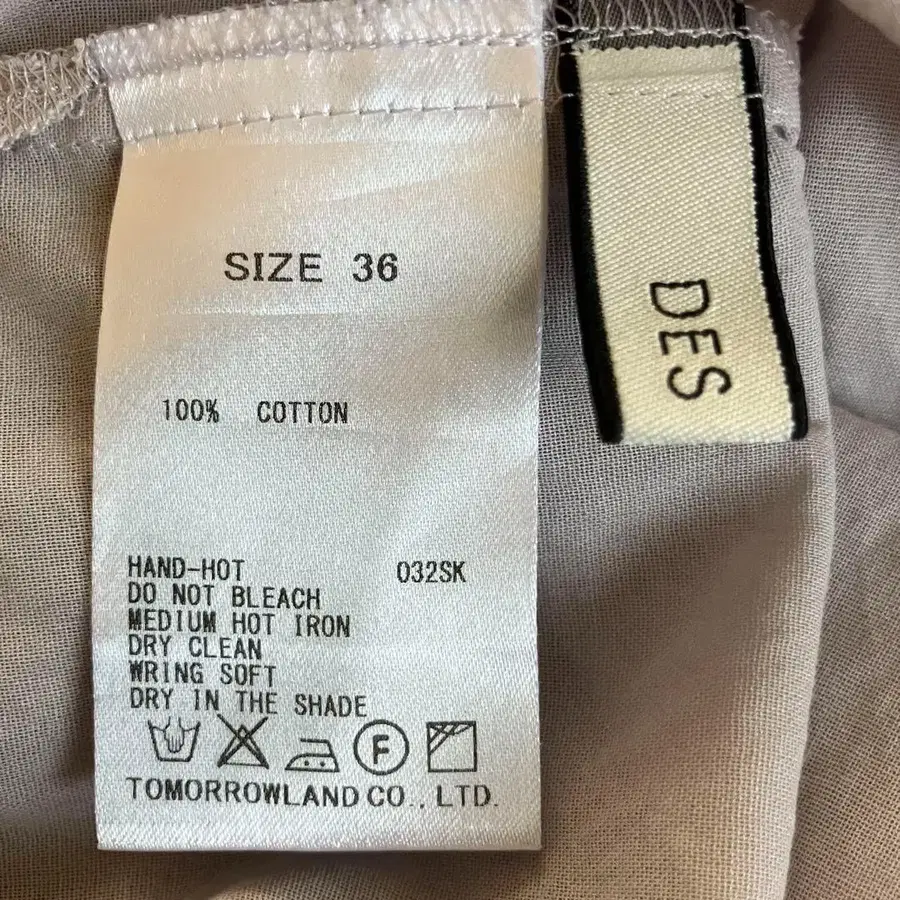 SIZE 36
100% COTTON
HAND-HOT 032SK
DO NOT BLEACH
MEDIUM HOT IRON
DRY CLEAN
WRING SOFT
DRY IN THE SHADE
F
TOMORROWLAND CO., LTD.
DES